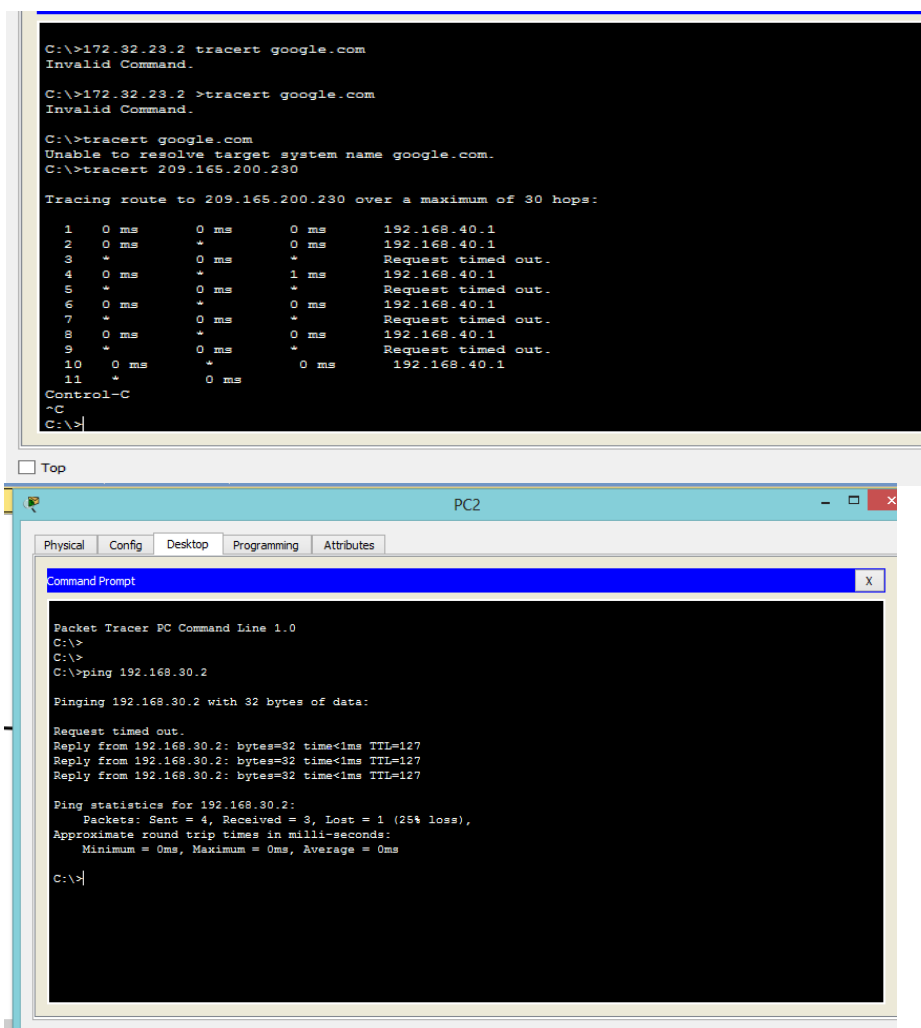 C:\>172.32.23.2 tracert google.com
Invalid Command.
C:\>172.32.23.2 >tracert google.com
Invalid Command.
C:\>tracert google.com
Unable to resolve target system name google.com.
C:\>tracert 209.165.200.230
Tracing route to 209.165.200.230 over a maximum of 30 hops:
1 0 ms 0 ms 0 ms 192.168.40.1
2 0 ms * 0 ms 192.168.40.1
3 * 0 ms * Request timed out.
4 0 ms * 1 ms 192.168.40.1
5 * 0 ms * Request timed out.
6 0 ms * 0 ms 192.168.40.1
7 * 0 ms * Request timed out.
8 0 ms * 0 ms 192.168.40.1
9 * 0 ms * Request timed out.
10 0 ms * 0 ms 192.168.40.1
11 * 0 ms
Control-C
^C
C:\>
Top
PC2
Physical Config Desktop Programming Attributes
Command Prompt X
Packet Tracer PC Command Line 1.0
C:\>
C:\>
C:\>ping 192.168.30.2
Pinging 192.168.30.2 with 32 bytes of data:
Request timed out.
Reply from 192.168.30.2: bytes=32 time<1ms TTL=127
Reply from 192.168.30.2: bytes=32 time<1ms TTL=127
Reply from 192.168.30.2: bytes=32 time<1ms TTL=127
Ping statistics for 192.168.30.2:
Packets: Sent = 4, Received = 3, Lost = 1 (25% loss),
Approximate round trip times in milli-seconds:
Minimum = 0ms, Maximum = 0ms, Average = 0ms
C:\>